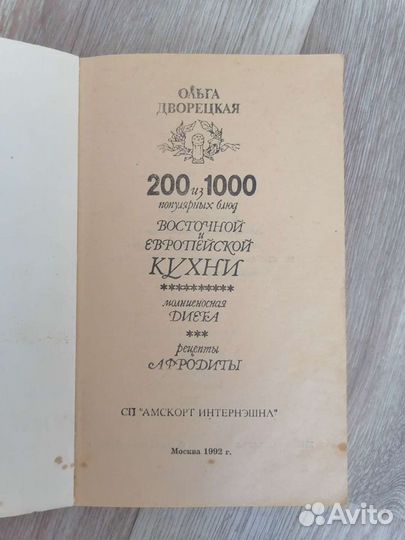 ОЛЬГА
ДВОРЕЦКАЯ
200 из 1000
популярных блюд
ВОСТОЧНОЙ
и
ЕВРОПЕЙСКОЙ
КУХНИ
**********
молниеносная
ДИЕТА
***
рецепты
АФРОДИТЫ
СП "АМСКОРТ ИНТЕРНЭШНЛ"
Москва 1992 г.
Avito